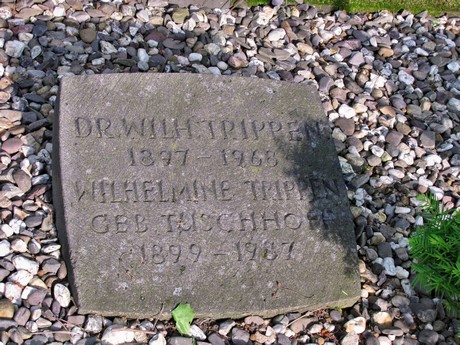 DR. WILH. TRIPPEN
1897 – 1968
WILHELMINE TRIPPEN
GEB.
1899 – 1987